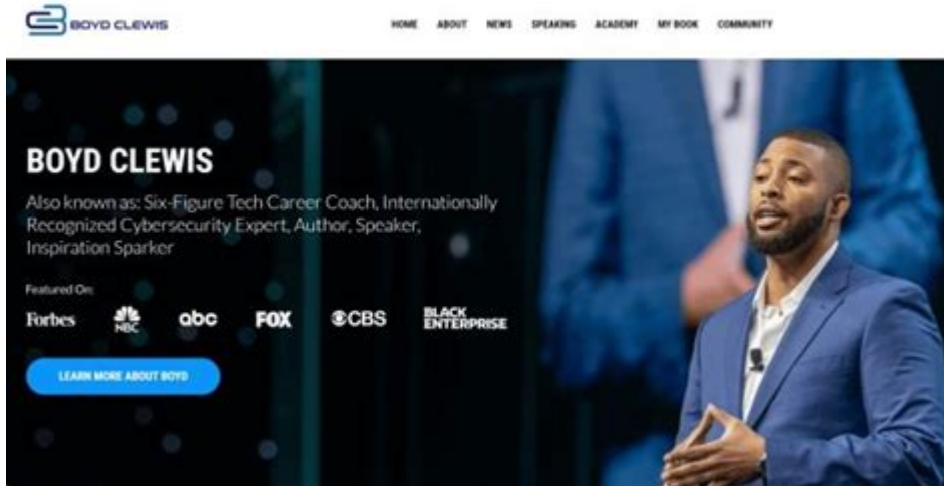 BOYD CLEWIS
HOME ABOUT NEWS SPEAKING ACADEMY MY BOOK COMMUNITY
BOYD CLEWIS
Also known as: Six-Figure Tech Career Coach, Internationally
Recognized Cybersecurity Expert, Author, Speaker,
Inspiration Sparker
Featured On:
Forbes NBC abc FOX CBS BLACK ENTERPRISE
LEARN MORE ABOUT BOYD